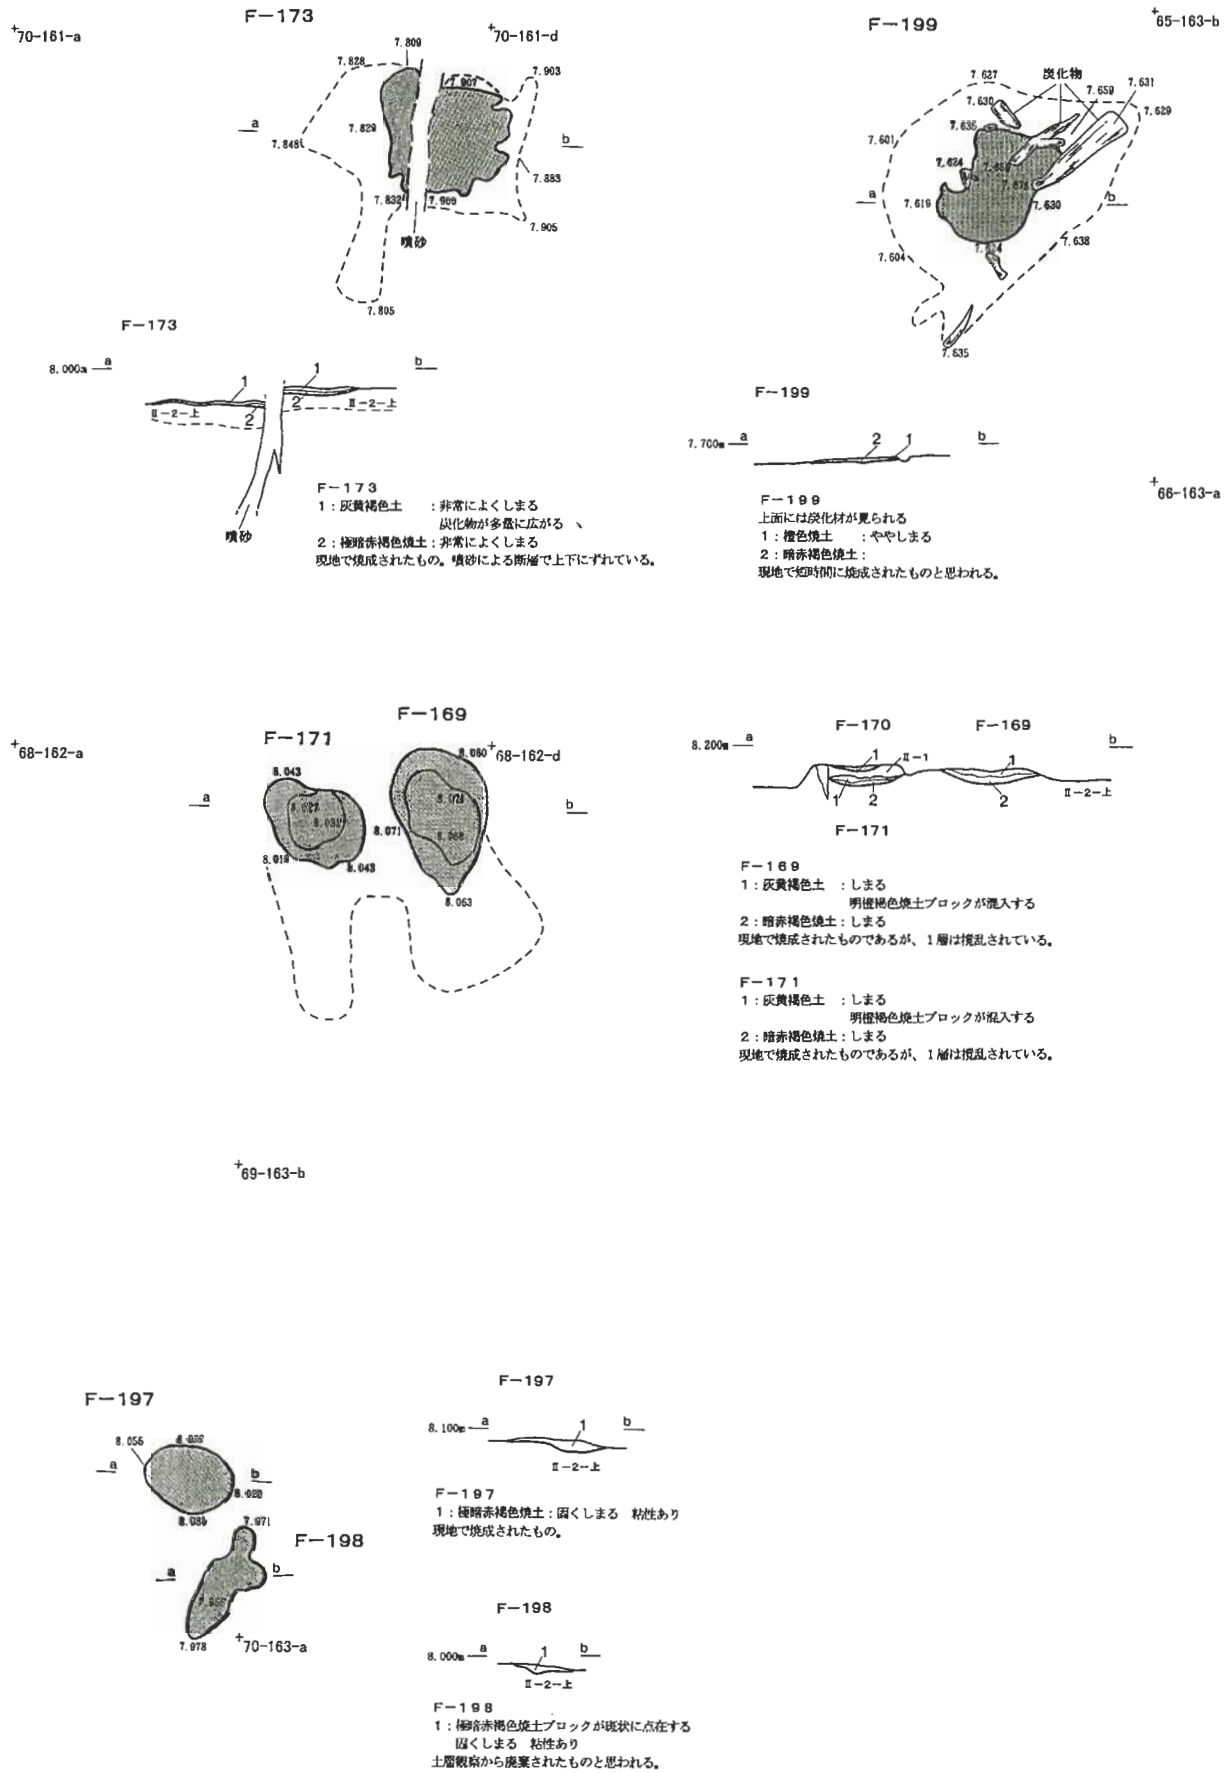 F-173
+70-161-a
+70-161-d
7.809
7.828
7.903
7.907
a
7.829
b
7.848
7.883
7.832
7.900
7.905
噴砂
7.805
F-199
+65-163-b
炭化物
7.627
7.631
7.630
7.659
7.629
7.635
7.601
7.624
a
7.619
7.630
b
7.638
7.604
7.635
F-173
8.000m
a
b
1
1
2
2
Ⅱ-2-上
Ⅱ-2-上
噴砂
F-173
1:灰黄褐色土 :非常によくしまる
炭化物が多量に広がる 、
2:極暗赤褐色焼土:非常によくしまる
現地で焼成されたもの。噴砂による断層で上下にずれている。
F-199
7.700m
a
2
1
b
+66-163-a
F-199
上面には炭化材が見られる
1:橙色焼土 :ややしまる
2:暗赤褐色焼土:
現地で短時間に焼成されたものと思われる。
F-169
+68-162-a
F-171
8.060
+68-162-d
8.043
a
b
8.071
8.019
8.043
8.063
F-170
F-169
8.200m
a
b
1
Ⅱ-1
1
1
2
2
Ⅱ-2-上
F-171
F-169
1:灰黄褐色土 :しまる
明橙褐色焼土ブロックが混入する
2:暗赤褐色焼土:しまる
現地で焼成されたものであるが、1層は撹乱されている。
F-171
1:灰黄褐色土 :しまる
明橙褐色焼土ブロックが混入する
2:暗赤褐色焼土:しまる
現地で焼成されたものであるが、1層は撹乱されている。
+69-163-b
F-197
8.056
a
b
8.020
7.971
F-198
a
b
7.978
+70-163-a
F-197
8.100m
a
1
b
Ⅱ-2-上
F-197
1:極暗赤褐色焼土:固くしまる 粘性あり
現地で焼成されたもの。
F-198
8.000m
a
1
b
Ⅱ-2-上
F-198
1:極暗赤褐色焼土ブロックが斑状に点在する
固くしまる 粘性あり
土層観察から廃棄されたものと思われる。